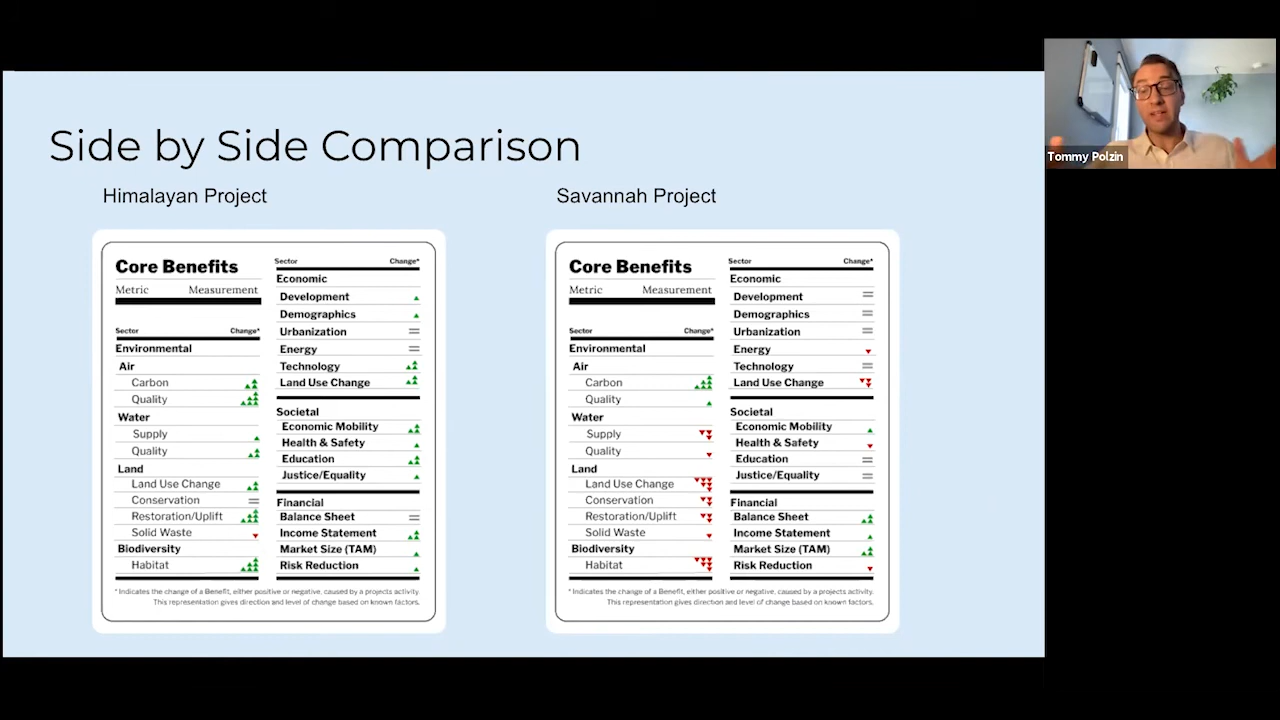 Side by Side Comparison
Himalayan Project
Core Benefits
Metric Measurement
Sector Change*
Environmental
Air
Carbon
Quality
Water
Supply
Quality
Land
Land Use Change
Conservation
Restoration/Uplift
Solid Waste
Biodiversity
Habitat
Sector Change*
Economic
Development
Demographics
Urbanization
Energy
Technology
Land Use Change
Societal
Economic Mobility
Health & Safety
Education
Justice/Equality
Financial
Balance Sheet
Income Statement
Market Size (TAM)
Risk Reduction
* Indicates the change of a Benefit, either positive or negative, caused by a projects activity.
This representation gives direction and level of change based on known factors.
Savannah Project
Core Benefits
Metric Measurement
Sector Change*
Environmental
Air
Carbon
Quality
Water
Supply
Quality
Land
Land Use Change
Conservation
Restoration/Uplift
Solid Waste
Biodiversity
Habitat
Sector Change*
Economic
Development
Demographics
Urbanization
Energy
Technology
Land Use Change
Societal
Economic Mobility
Health & Safety
Education
Justice/Equality
Financial
Balance Sheet
Income Statement
Market Size (TAM)
Risk Reduction
* Indicates the change of a Benefit, either positive or negative, caused by a projects activity.
This representation gives direction and level of change based on known factors.
Tommy Polzin